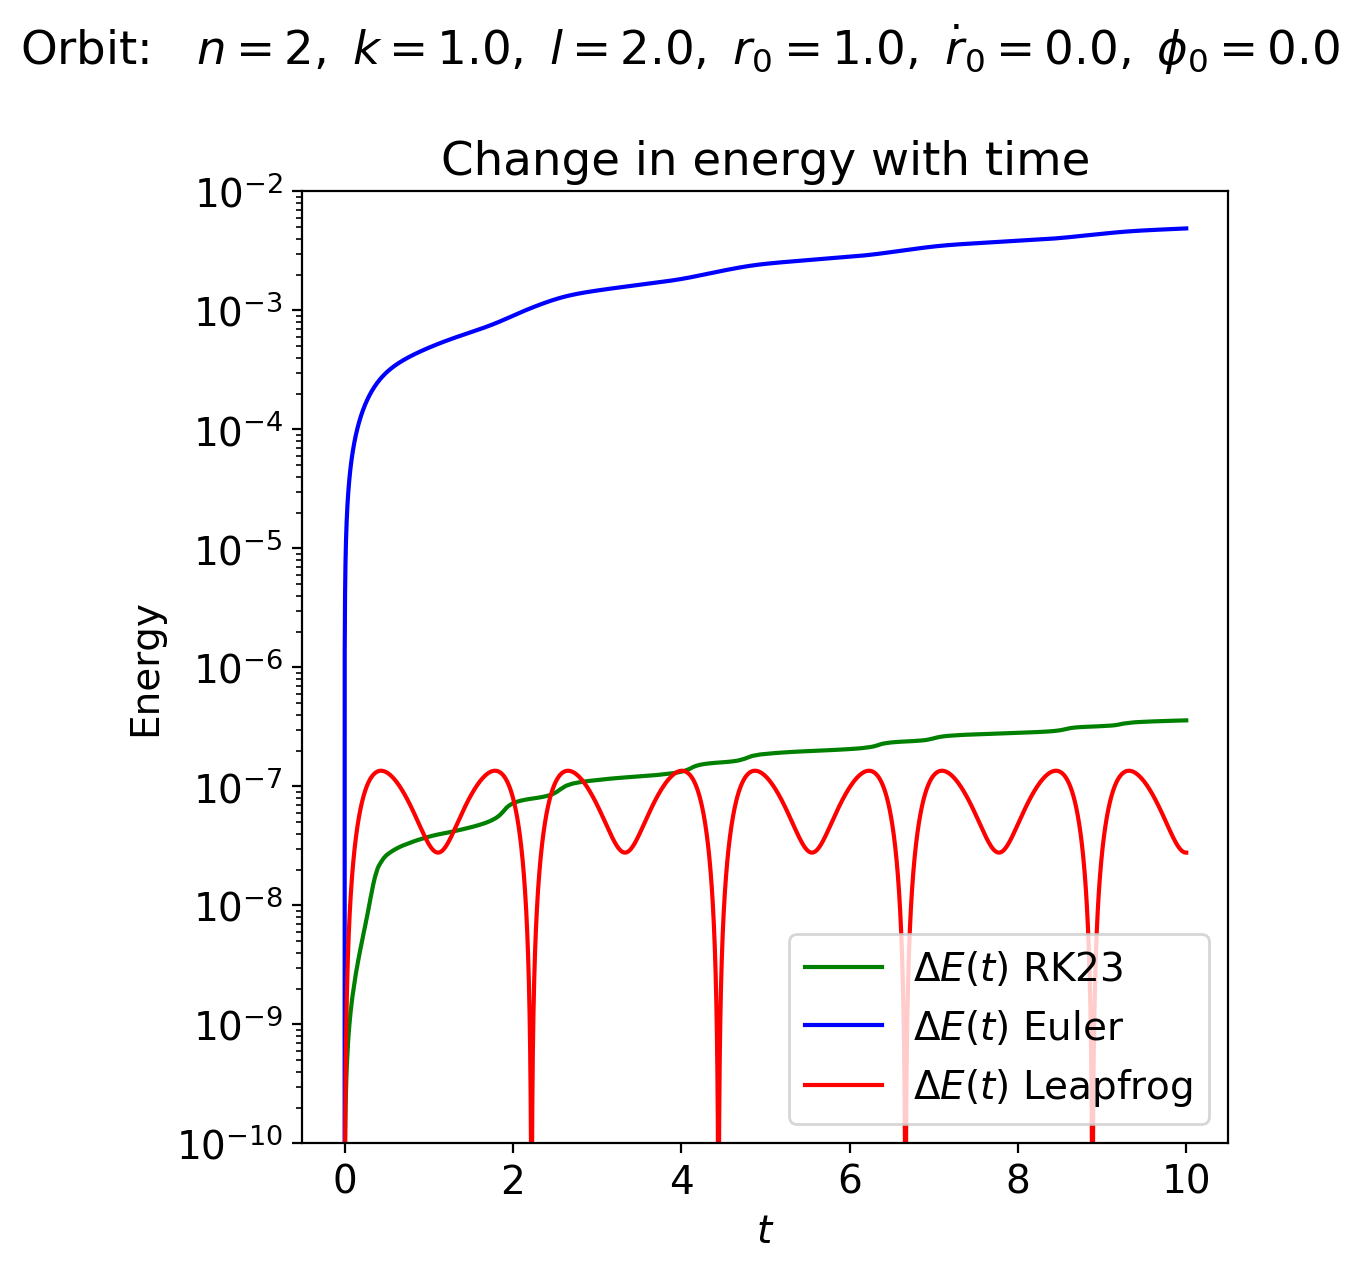 Orbit: n = 2, k = 1.0, l = 2.0, r₀ = 1.0, ṙ₀ = 0.0, ϕ₀ = 0.0
Change in energy with time
10⁻²
10⁻³
10⁻⁴
10⁻⁵
10⁻⁶
10⁻⁷
10⁻⁸
10⁻⁹
10⁻¹⁰
Energy
ΔE(t) RK23
ΔE(t) Euler
ΔE(t) Leapfrog
0 2 4 6 8 10
t